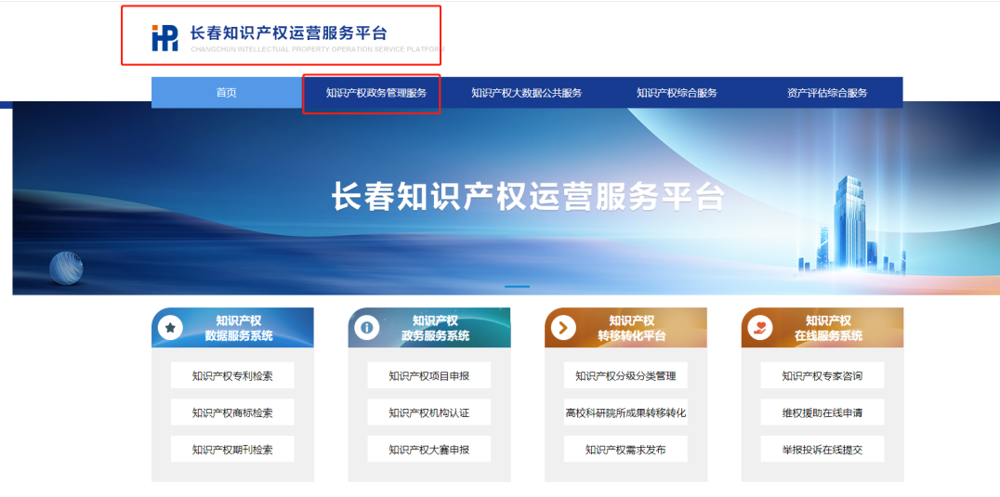 长春知识产权运营服务平台
CHANGCHUN INTELLECTUAL PROPERTY OPERATION SERVICE PLATFORM
首页 知识产权政务管理服务 知识产权大数据公共服务 知识产权综合服务 资产评估综合服务
长春知识产权运营服务平台
知识产权
数据服务系统
知识产权专利检索
知识产权商标检索
知识产权期刊检索
知识产权
政务服务系统
知识产权项目申报
知识产权机构认证
知识产权大赛申报
知识产权
转移转化平台
知识产权分级分类管理
高校科研院所成果转移转化
知识产权需求发布
知识产权
在线服务系统
知识产权专家咨询
维权援助在线申请
举报投诉在线提交